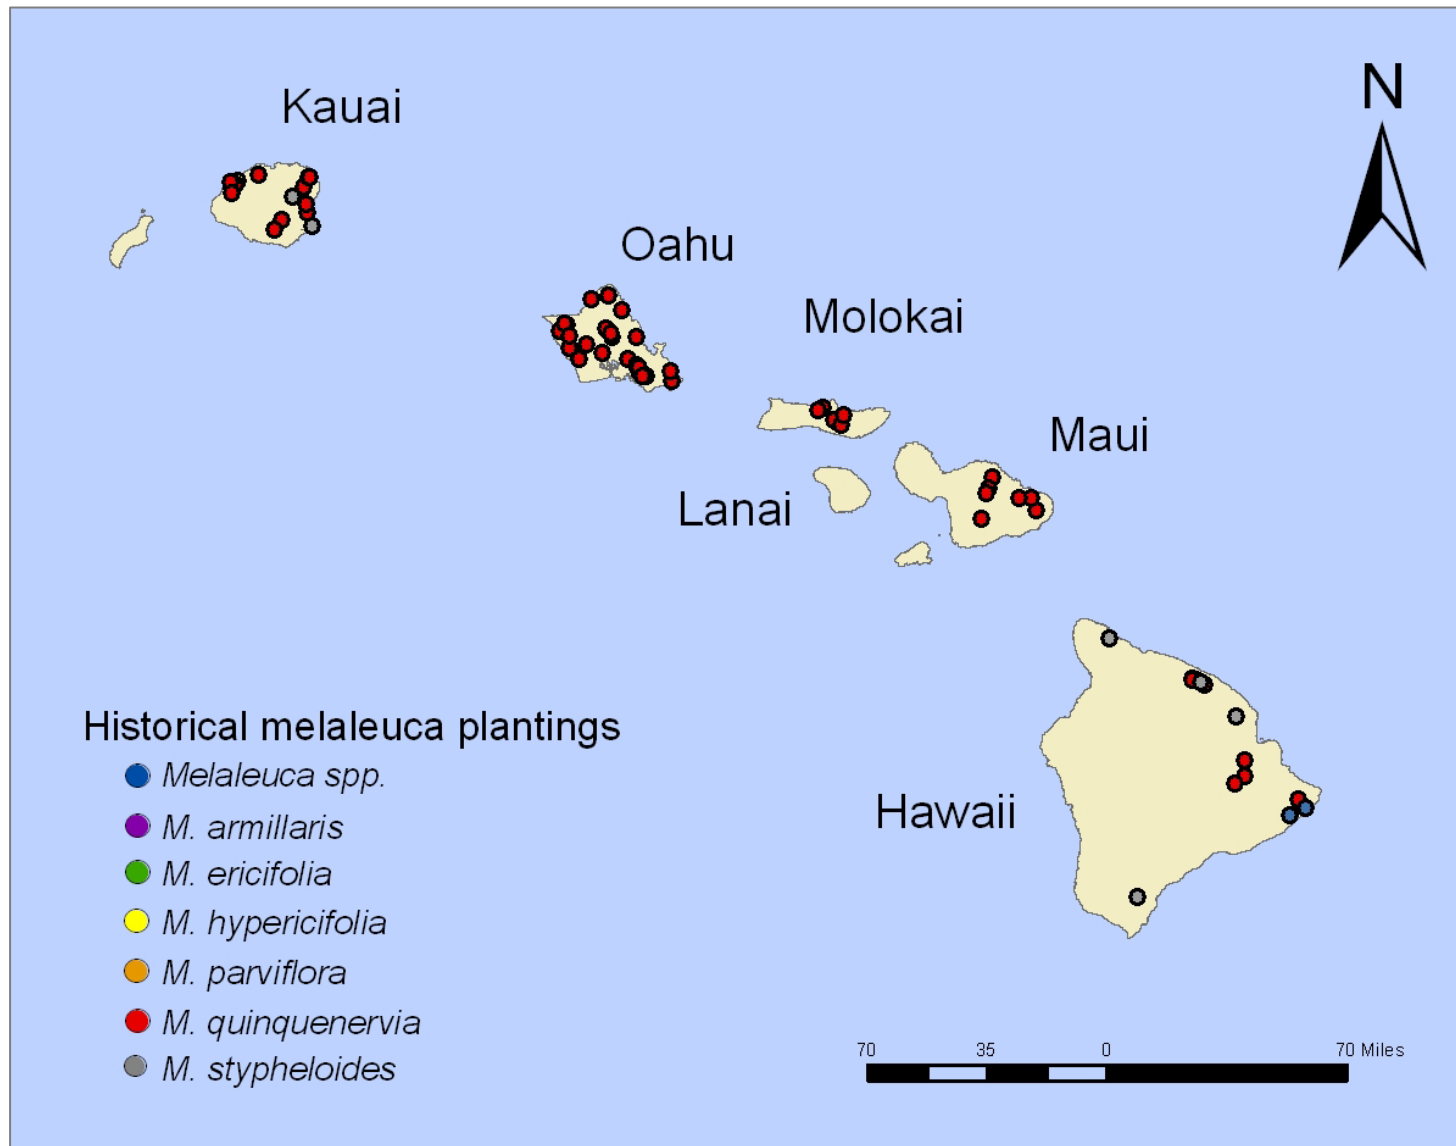 N
Kauai
Oahu
Molokai
Maui
Lanai
Hawaii
Historical melaleuca plantings
Melaleuca spp.
M. armillaris
M. ericifolia
M. hypericifolia
M. parviflora
M. quinquenervia
M. stypheloides
70 35 0 70 Miles